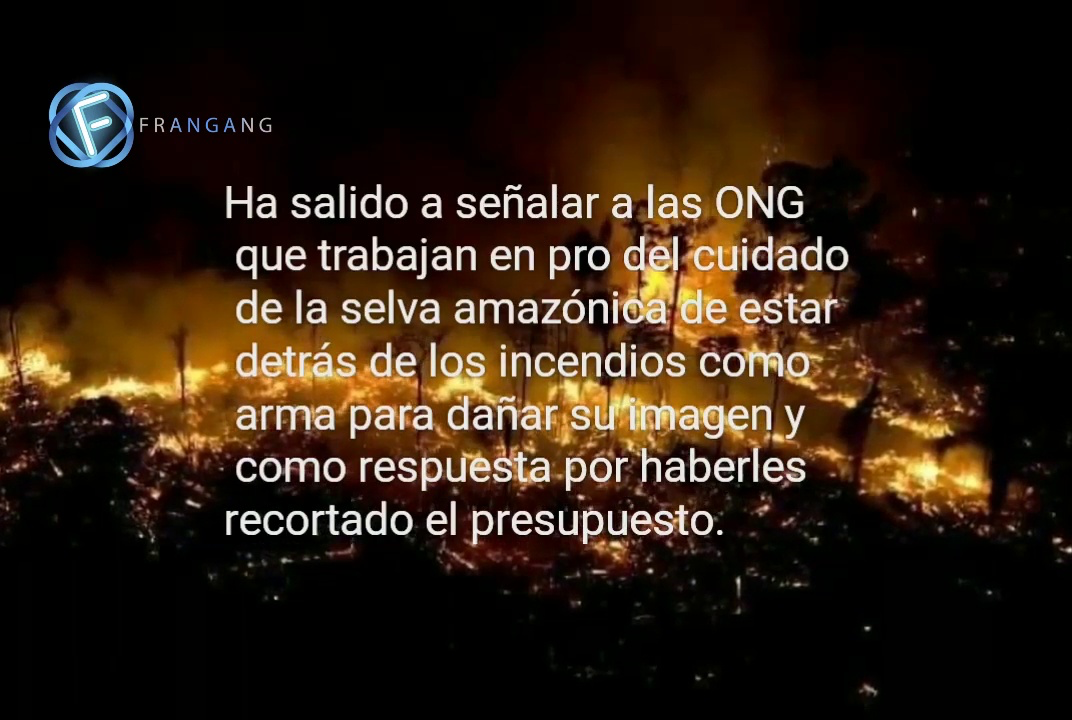 F
FRANGANG
Ha salido a señalar a las ONG
que trabajan en pro del cuidado
de la selva amazónica de estar
detrás de los incendios como
arma para dañar su imagen y
como respuesta por haberles
recortado el presupuesto.